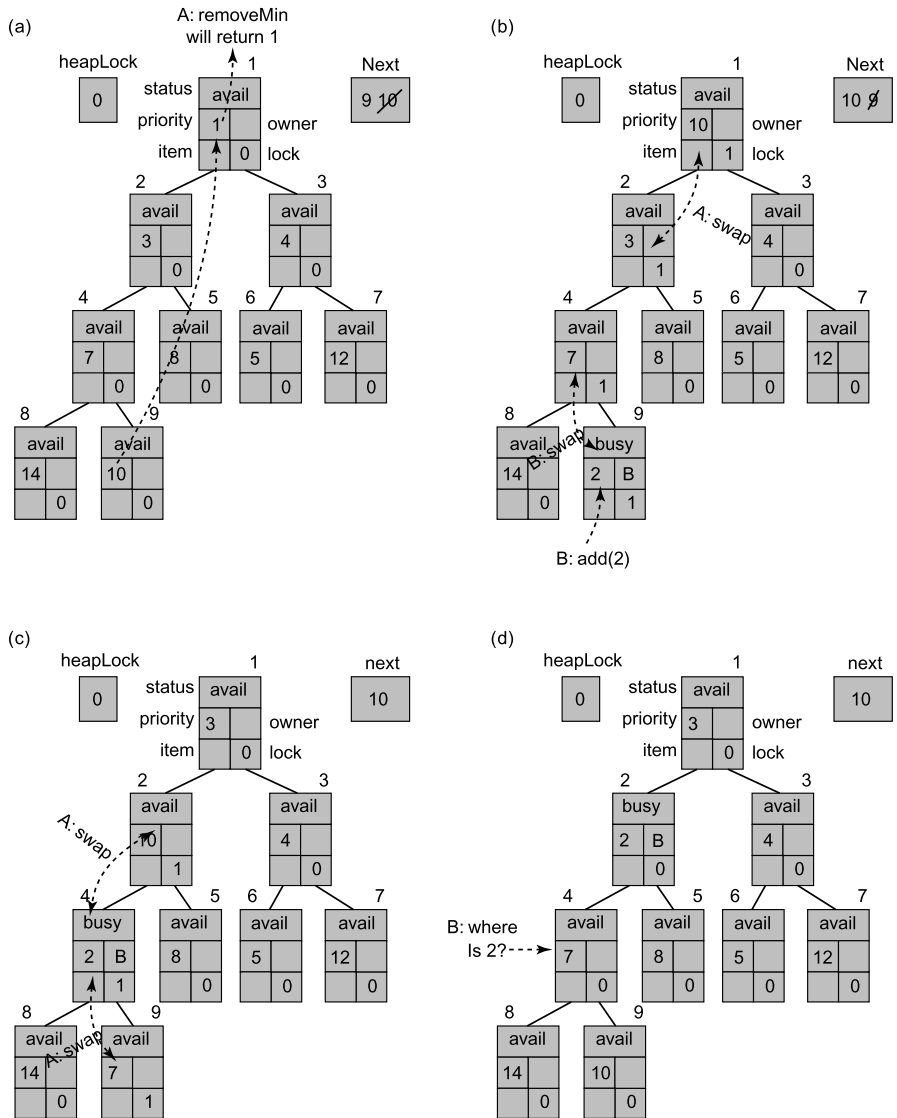 (a)
A: removeMin
will return 1
heapLock
0
1
Next
9 10
status
avail
priority
1
owner
item
0
lock
2
avail
3
0
3
avail
4
0
4
avail
7
0
5
avail
8
0
6
avail
5
0
7
avail
12
0
8
avail
14
0
9
avail
10
0
(b)
heapLock
0
1
Next
10 9
status
avail
priority
10
owner
item
1
lock
A: swap
2
avail
3
1
3
avail
4
0
4
avail
7
1
5
avail
8
0
6
avail
5
0
7
avail
12
0
B: swap
8
avail
14
0
9
busy
2 B
1
B: add(2)
(c)
heapLock
0
1
next
10
status
avail
priority
3
owner
item
0
lock
A: swap
2
avail
10
1
3
avail
4
0
4
busy
2 B
1
5
avail
8
0
6
avail
5
0
7
avail
12
0
A: swap
8
avail
14
0
9
avail
7
1
(d)
heapLock
0
1
next
10
status
avail
priority
3
owner
item
0
lock
2
busy
2 B
0
3
avail
4
0
B: where
Is 2?
4
avail
7
0
5
avail
8
0
6
avail
5
0
7
avail
12
0
8
avail
14
0
9
avail
10
0